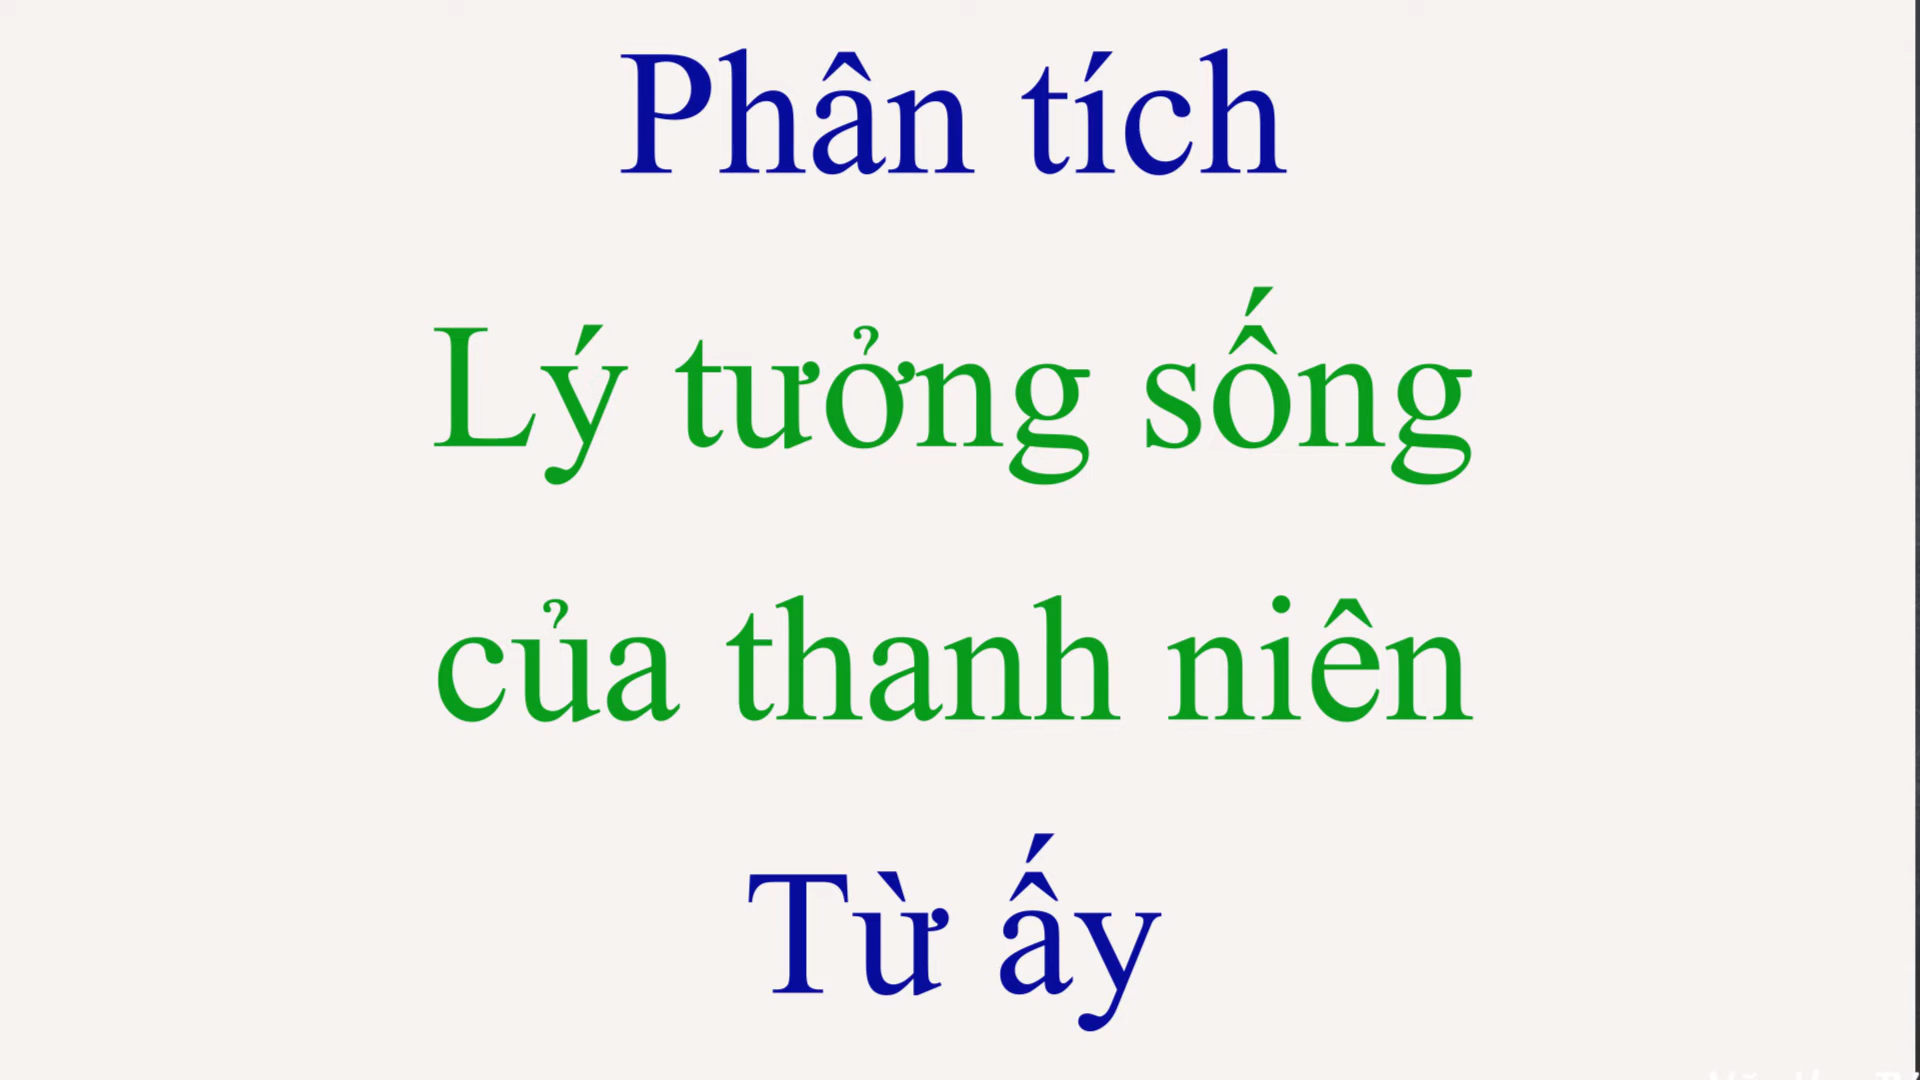 Phân tích
Lý tưởng sống
của thanh niên
Từ ấy